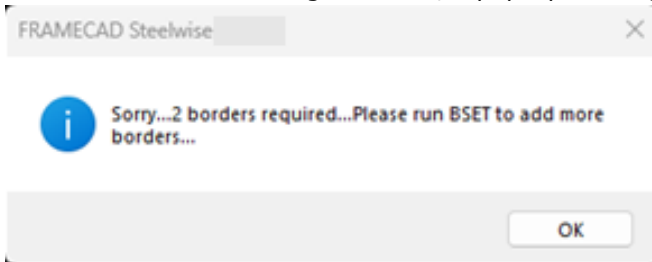 FRAMECAD Steelwise
Sorry...2 borders required...Please run BSET to add more
borders...
OK